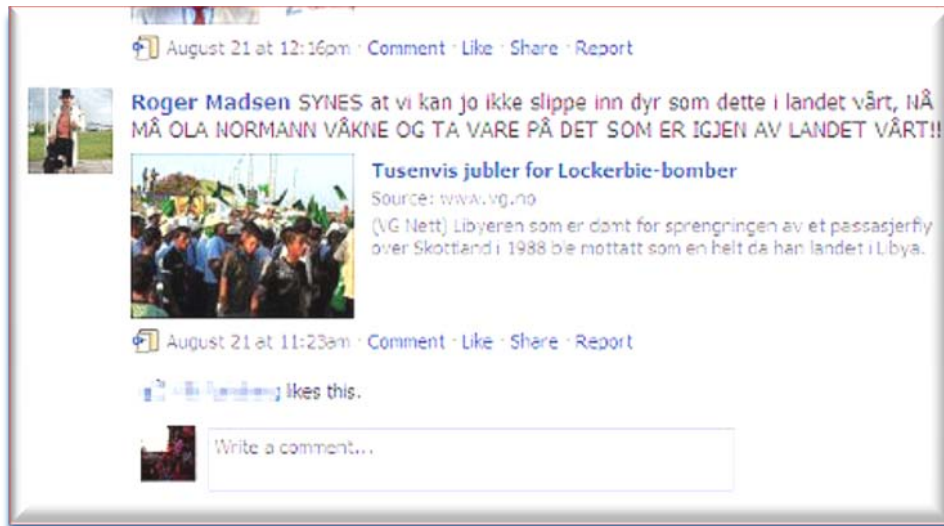 August 21 at 12:16pm · Comment · Like · Share · Report
Roger Madsen SYNES at vi kan jo ikke slippe inn dyr som dette i landet vårt, NÅ
MÅ OLA NORMANN VÅKNE OG TA VARE PÅ DET SOM ER IGJEN AV LANDET VÅRT!!
Tusenvis jubler for Lockerbie-bomber
Source: www.vg.no
(VG Nett) Libyeren som er dømt for sprengringen av et passasjerfly
over Skottland i 1988 ble mottatt som en helt da han landet i Libya.
August 21 at 11:23am · Comment · Like · Share · Report
likes this.
Write a comment...